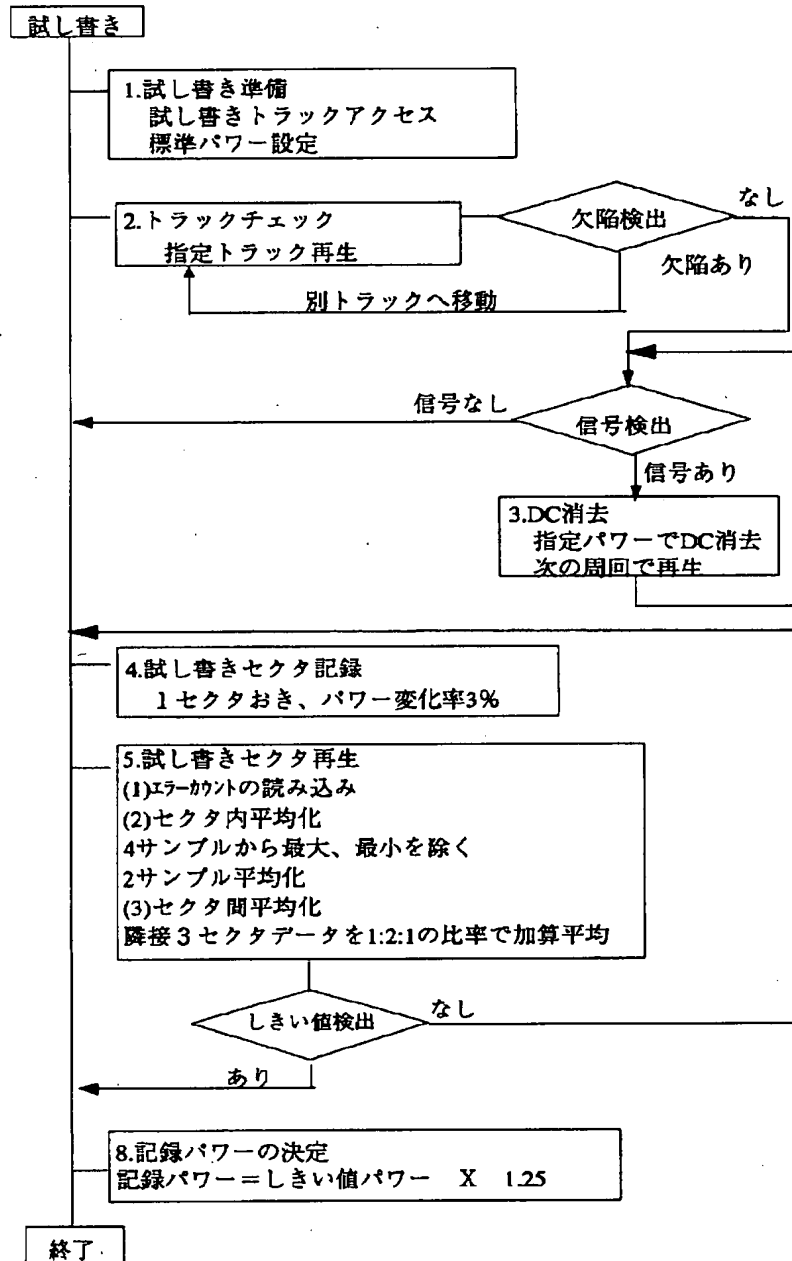 試し書き
1.試し書き準備
試し書きトラックアクセス
標準パワー設定
2.トラックチェック
指定トラック再生
欠陥検出
なし
欠陥あり
別トラックへ移動
信号なし
信号検出
信号あり
3.DC消去
指定パワーでDC消去
次の周回で再生
4.試し書きセクタ記録
1セクタおき、パワー変化率3%
5.試し書きセクタ再生
(1)エラーカウントの読み込み
(2)セクタ内平均化
4サンプルから最大、最小を除く
2サンプル平均化
(3)セクタ間平均化
隣接3セクタデータを1:2:1の比率で加算平均
しきい値検出
なし
あり
8.記録パワーの決定
記録パワー=しきい値パワー X 1.25
終了